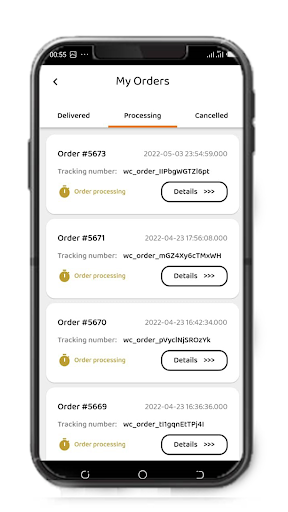 00:55
My Orders
Delivered Processing Cancelled
Order #5673 2022-05-03 23:54:59.000
Tracking number: wc_order_IIPbgWGTZl6pt
Order processing Details >>>
Order #5671 2022-04-23 17:56:08.000
Tracking number: wc_order_mGZ4Xy6cTMxWH
Order processing Details >>>
Order #5670 2022-04-23 16:42:34.000
Tracking number: wc_order_pVyclNjSROzYk
Order processing Details >>>
Order #5669 2022-04-23 16:36:36.000
Tracking number: wc_order_tI1gqnEtTPj4I
Order processing Details >>>